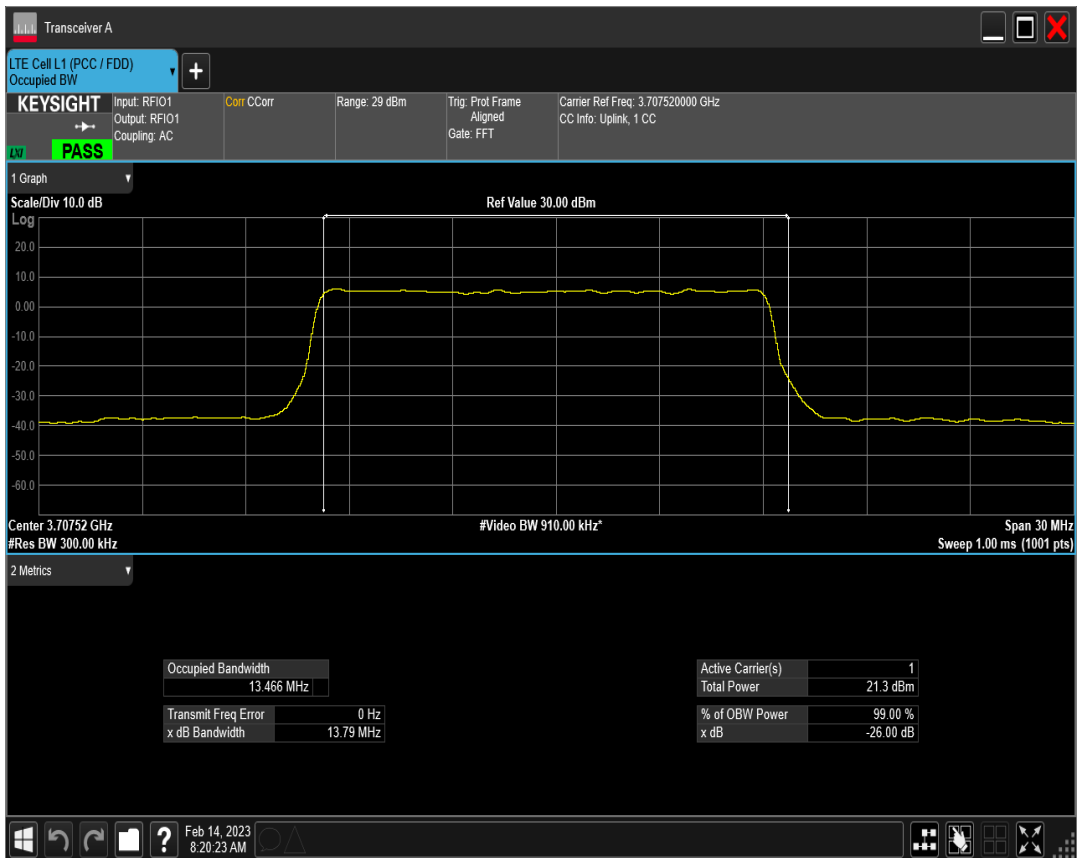 Transceiver A
LTE Cell L1 (PCC / FDD)
Occupied BW
KEYSIGHT
LXI
PASS
Input: RFIO1
Output: RFIO1
Coupling: AC
Corr CCorr
Range: 29 dBm
Trig: Prot Frame
Aligned
Gate: FFT
Carrier Ref Freq: 3.707520000 GHz
CC Info: Uplink, 1 CC
1 Graph
Scale/Div 10.0 dB
Ref Value 30.00 dBm
Log
20.0
10.0
0.00
-10.0
-20.0
-30.0
-40.0
-50.0
-60.0
Center 3.70752 GHz
#Video BW 910.00 kHz*
Span 30 MHz
#Res BW 300.00 kHz
Sweep 1.00 ms (1001 pts)
2 Metrics
Occupied Bandwidth
13.466 MHz
Transmit Freq Error 0 Hz
x dB Bandwidth 13.79 MHz
Active Carrier(s) 1
Total Power 21.3 dBm
% of OBW Power 99.00 %
x dB -26.00 dB
Feb 14, 2023
8:20:23 AM